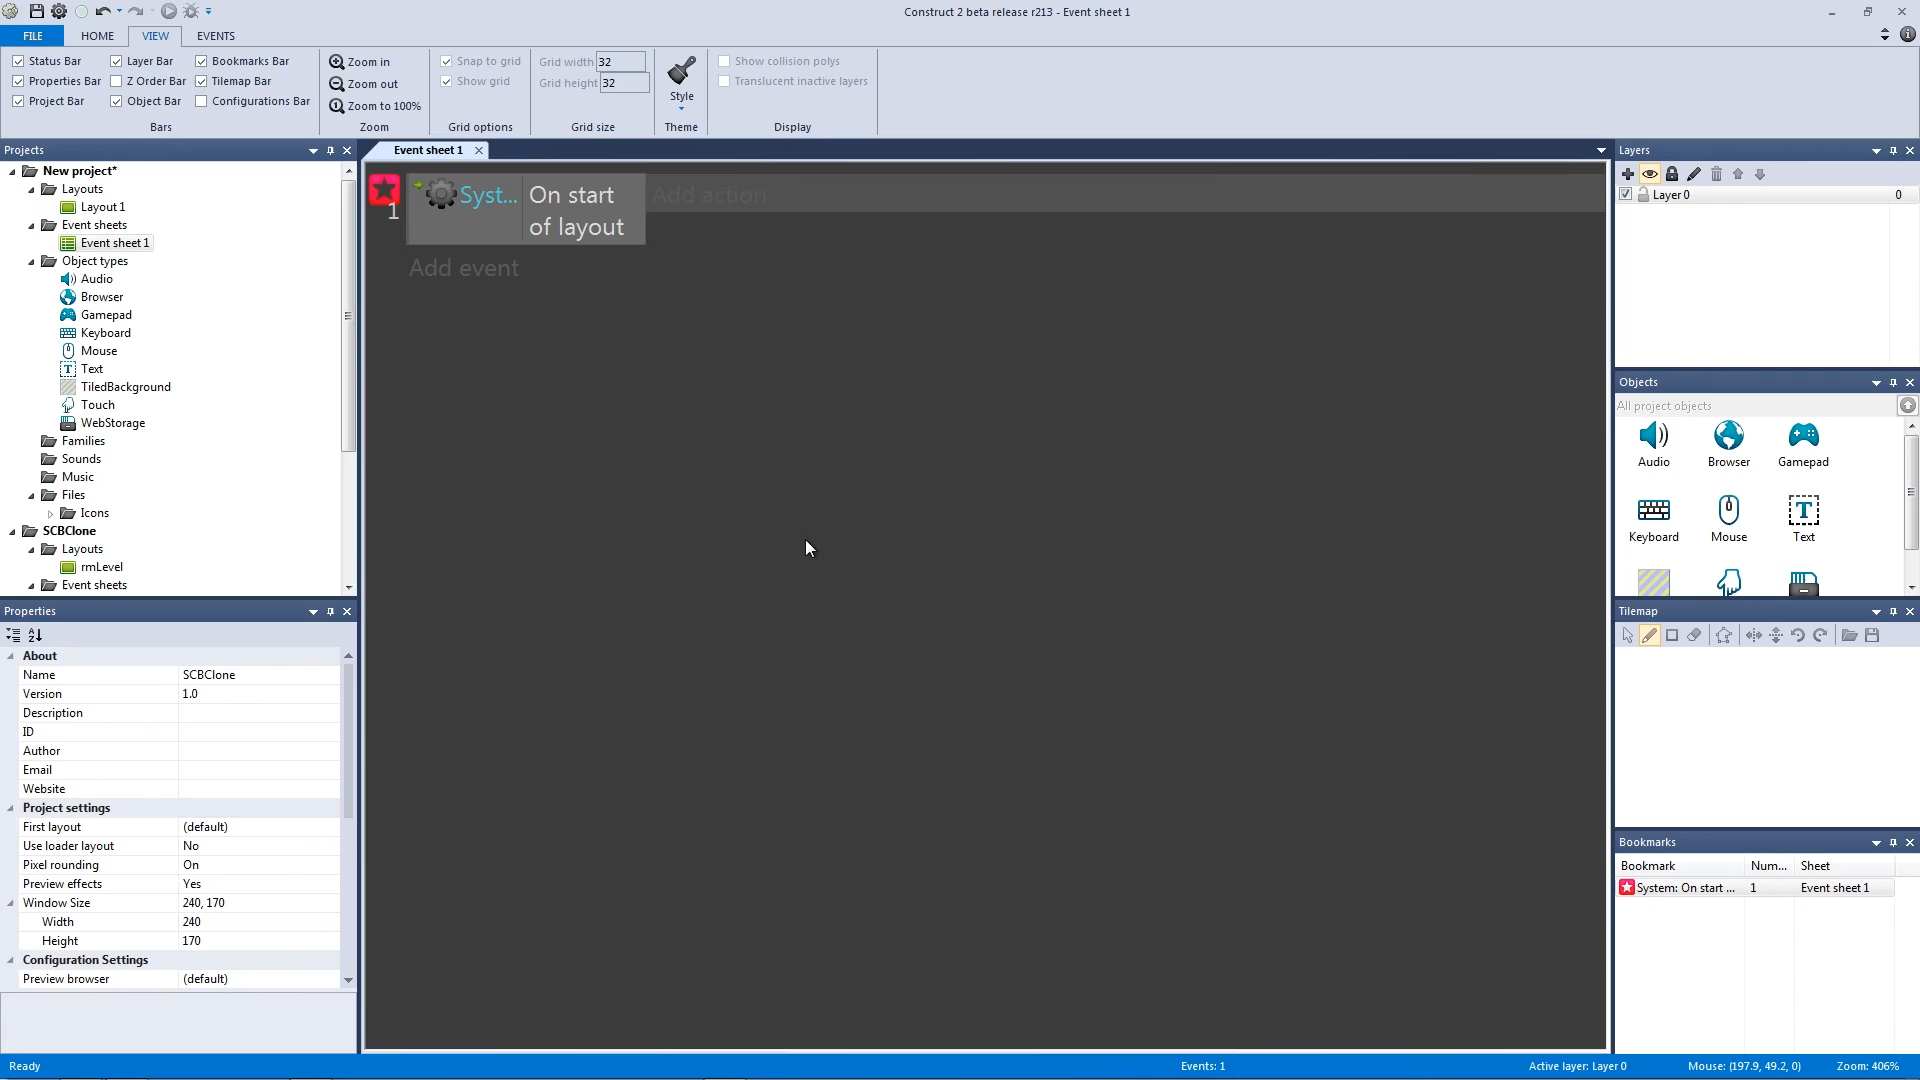 Construct 2 beta release r213 - Event sheet 1
FILE HOME VIEW EVENTS
Status Bar Layer Bar Bookmarks Bar
Properties Bar Z Order Bar Tilemap Bar
Project Bar Object Bar Configurations Bar
Bars
Zoom in
Zoom out
Zoom to 100%
Zoom
Snap to grid
Show grid
Grid options
Grid width 32
Grid height 32
Grid size
Style
Theme
Show collision polys
Translucent inactive layers
Display
Projects
New project*
Layouts
Layout 1
Event sheets
Event sheet 1
Object types
Audio
Browser
Gamepad
Keyboard
Mouse
Text
TiledBackground
Touch
WebStorage
Families
Sounds
Music
Files
Icons
SCBClone
Layouts
rmLevel
Event sheets
Properties
About
Name SCBClone
Version 1.0
Description
ID
Author
Email
Website
Project settings
First layout (default)
Use loader layout No
Pixel rounding On
Preview effects Yes
Window Size 240, 170
Width 240
Height 170
Configuration Settings
Preview browser (default)
Event sheet 1
1
Syst... On start
of layout
Add action
Add event
Layers
Layer 0 0
Objects
All project objects
Audio Browser Gamepad
Keyboard Mouse Text
Tilemap
Bookmarks
Bookmark Num... Sheet
System: On start ... 1 Event sheet 1
Ready Events: 1 Active layer: Layer 0 Mouse: (197.9, 49.2, 0) Zoom: 406%